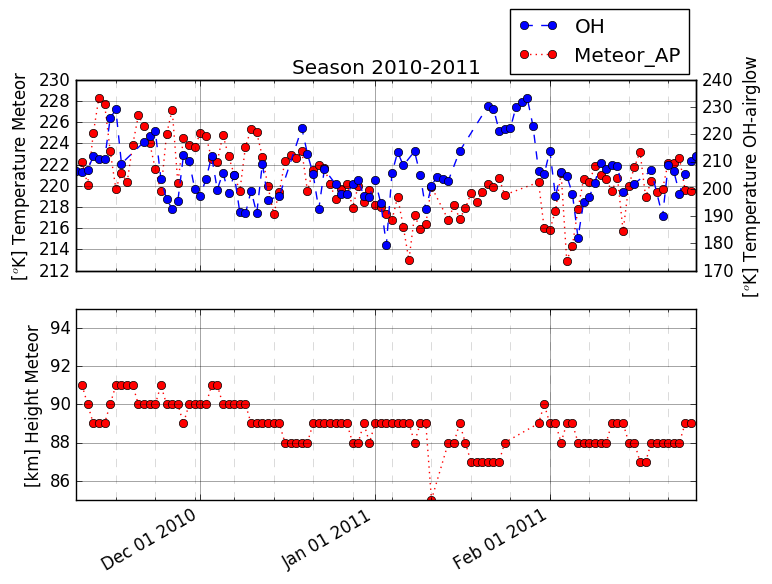 OH
Meteor_AP
Season 2010-2011
[°K] Temperature Meteor
230
228
226
224
222
220
218
216
214
212
240
230
220
210
200
190
180
170
[°K] Temperature OH-airglow
[km] Height Meteor
94
92
90
88
86
Dec 01 2010
Jan 01 2011
Feb 01 2011